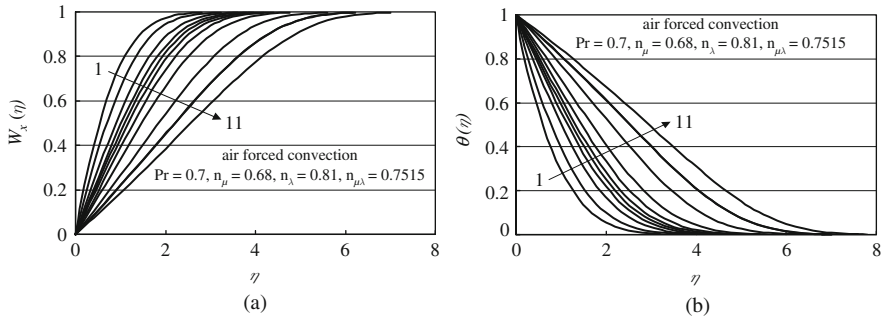 1
0.8
0.6
0.4
0.2
0
W_x (η)
1
11
air forced convection
Pr = 0.7, n_μ = 0.68, n_λ = 0.81, n_μλ = 0.7515
0 2 4 6 8
η
(a)
1
0.8
0.6
0.4
0.2
0
θ(η)
air forced convection
Pr = 0.7, n_μ = 0.68, n_λ = 0.81, n_μλ = 0.7515
11
1
0 2 4 6 8
η
(b)